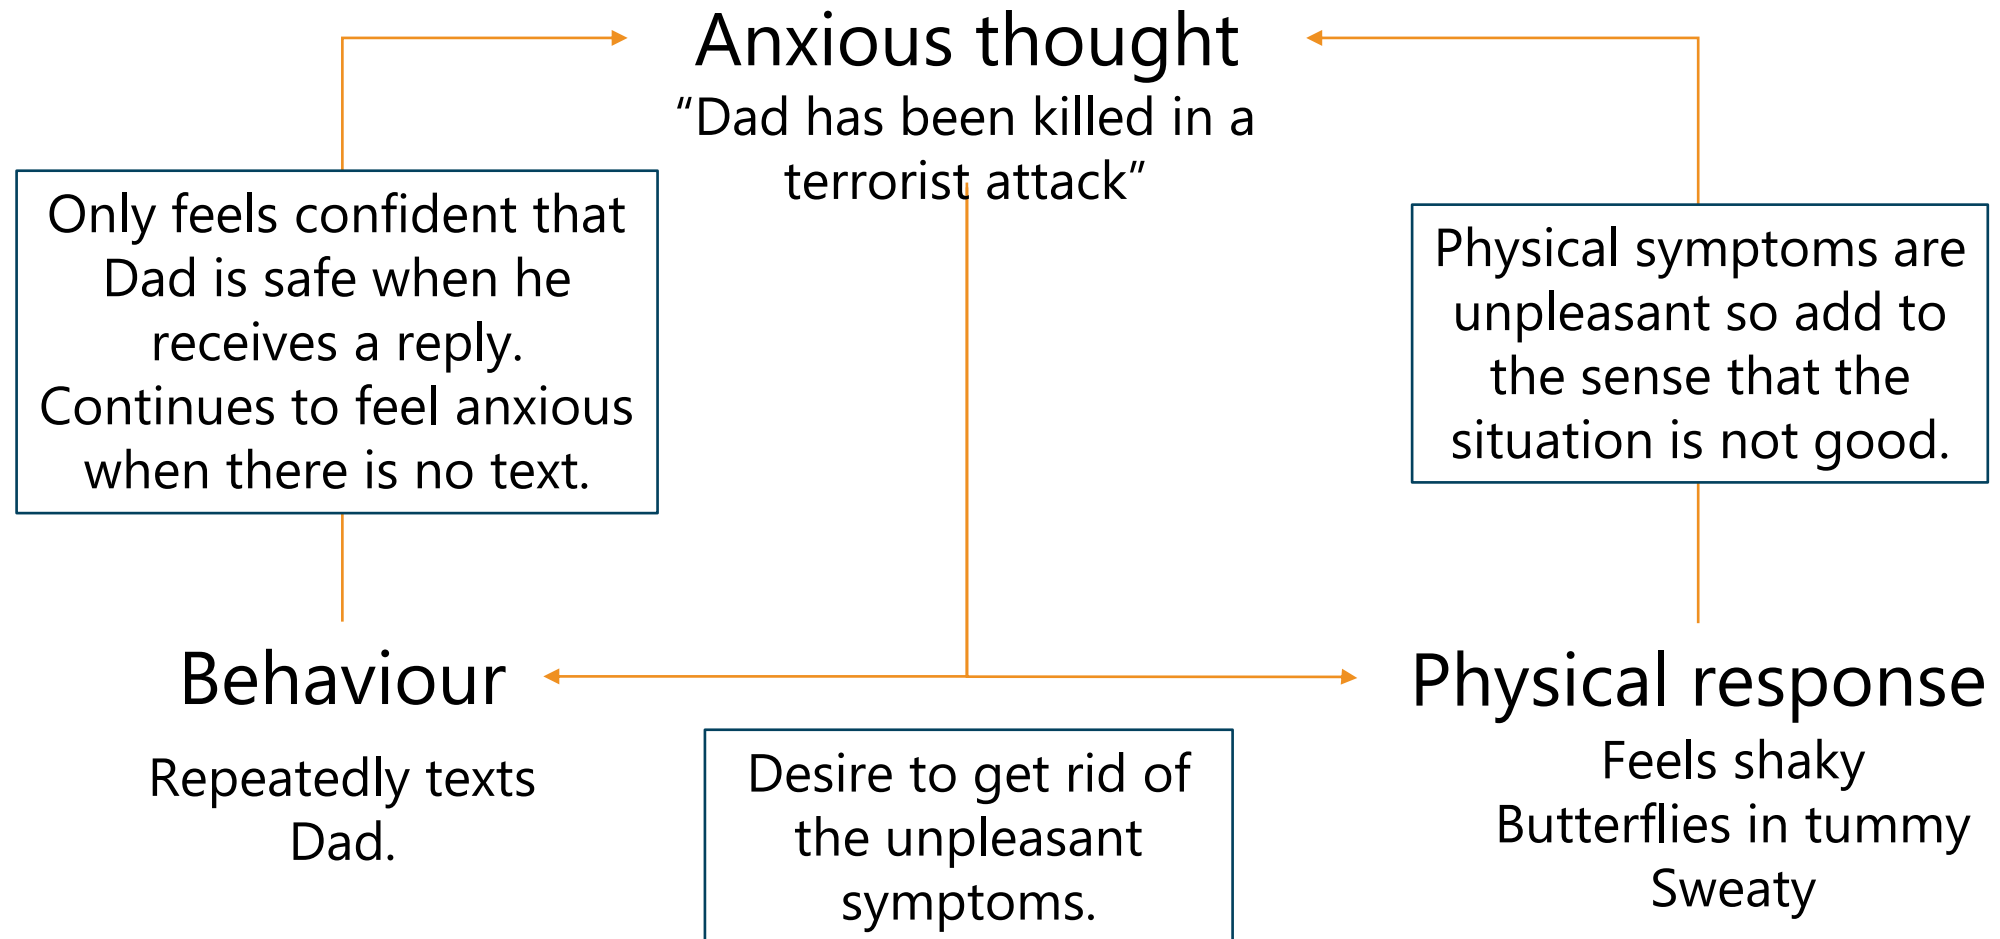 Anxious thought
“Dad has been killed in a
terrorist attack”
Only feels confident that
Dad is safe when he
receives a reply.
Continues to feel anxious
when there is no text.
Physical symptoms are
unpleasant so add to
the sense that the
situation is not good.
Behaviour
Repeatedly texts
Dad.
Desire to get rid of
the unpleasant
symptoms.
Physical response
Feels shaky
Butterflies in tummy
Sweaty